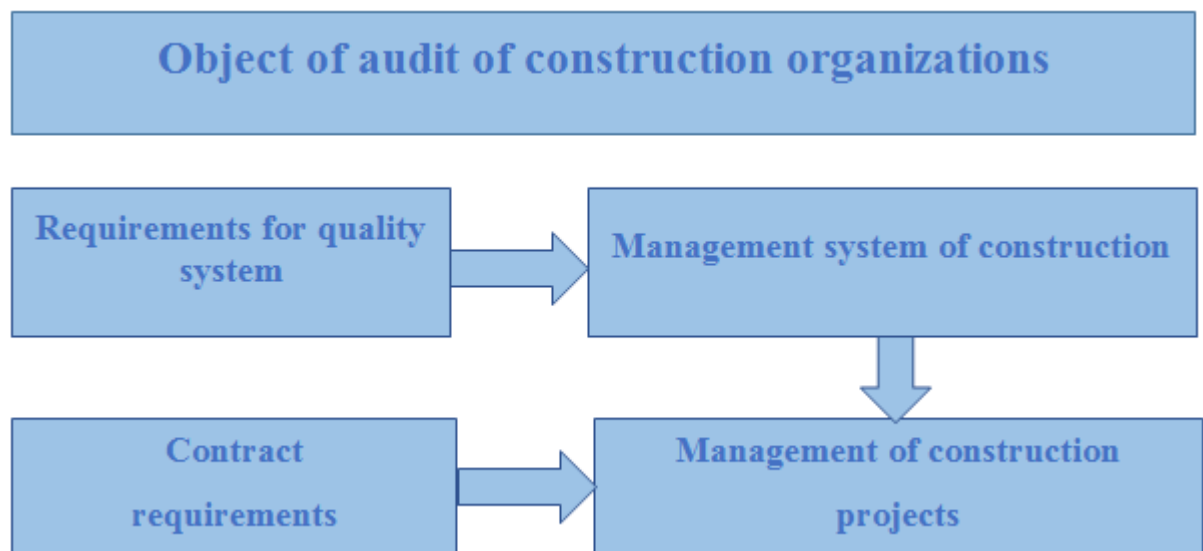 Object of audit of construction organizations
Requirements for quality
system
Management system of construction
Contract
requirements
Management of construction
projects